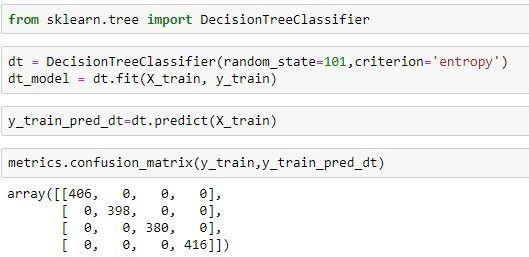 from sklearn.tree import DecisionTreeClassifier
dt = DecisionTreeClassifier(random_state=101,criterion='entropy')
dt_model = dt.fit(X_train, y_train)
y_train_pred_dt=dt.predict(X_train)
metrics.confusion_matrix(y_train,y_train_pred_dt)
array([[406,   0,   0,   0],
       [  0, 398,   0,   0],
       [  0,   0, 380,   0],
       [  0,   0,   0, 416]])